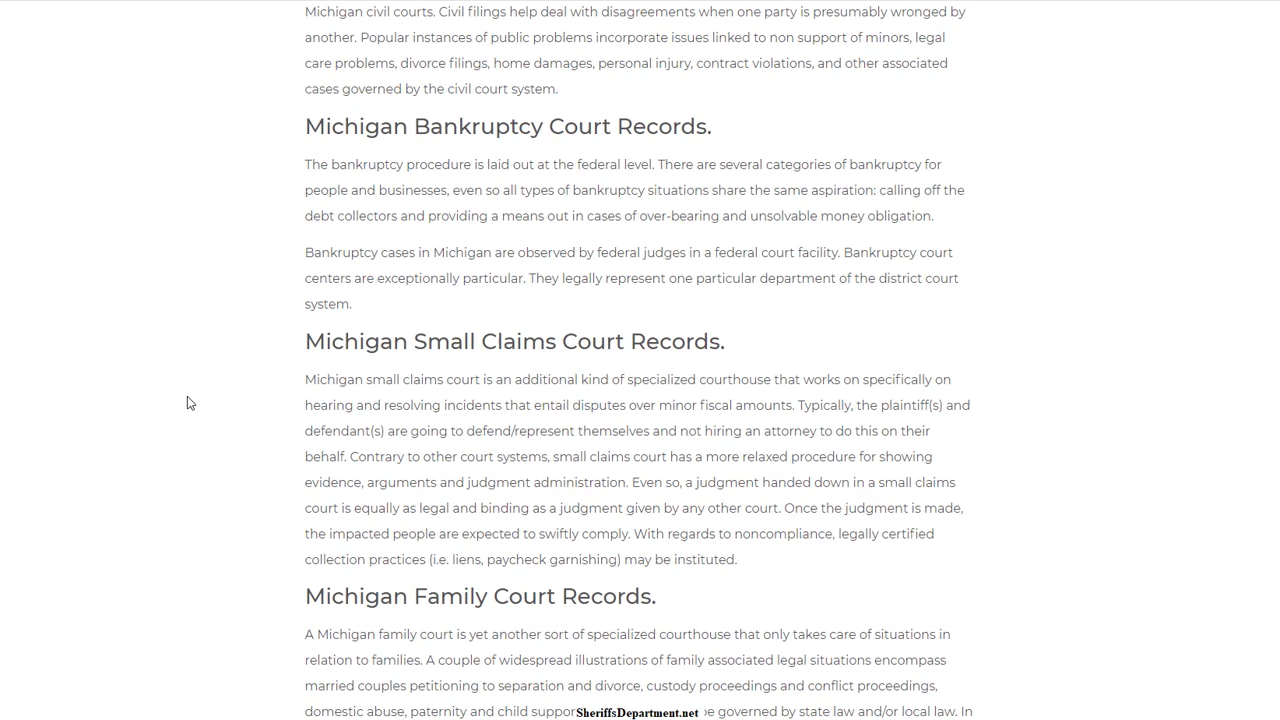 Michigan civil courts. Civil filings help deal with disagreements when one party is presumably wronged by
another. Popular instances of public problems incorporate issues linked to non support of minors, legal
care problems, divorce filings, home damages, personal injury, contract violations, and other associated
cases governed by the civil court system.
Michigan Bankruptcy Court Records.
The bankruptcy procedure is laid out at the federal level. There are several categories of bankruptcy for
people and businesses, even so all types of bankruptcy situations share the same aspiration: calling off the
debt collectors and providing a means out in cases of over-bearing and unsolvable money obligation.
Bankruptcy cases in Michigan are observed by federal judges in a federal court facility. Bankruptcy court
centers are exceptionally particular. They legally represent one particular department of the district court
system.
Michigan Small Claims Court Records.
Michigan small claims court is an additional kind of specialized courthouse that works on specifically on
hearing and resolving incidents that entail disputes over minor fiscal amounts. Typically, the plaintiff(s) and
defendant(s) are going to defend/represent themselves and not hiring an attorney to do this on their
behalf. Contrary to other court systems, small claims court has a more relaxed procedure for showing
evidence, arguments and judgment administration. Even so, a judgment handed down in a small claims
court is equally as legal and binding as a judgment given by any other court. Once the judgment is made,
the impacted people are expected to swiftly comply. With regards to noncompliance, legally certified
collection practices (i.e. liens, paycheck garnishing) may be instituted.
Michigan Family Court Records.
A Michigan family court is yet another sort of specialized courthouse that only takes care of situations in
relation to families. A couple of widespread illustrations of family associated legal situations encompass
married couples petitioning to separation and divorce, custody proceedings and conflict proceedings,
domestic abuse, paternity and child suppor SheriffsDepartment.net be governed by state law and/or local law. In